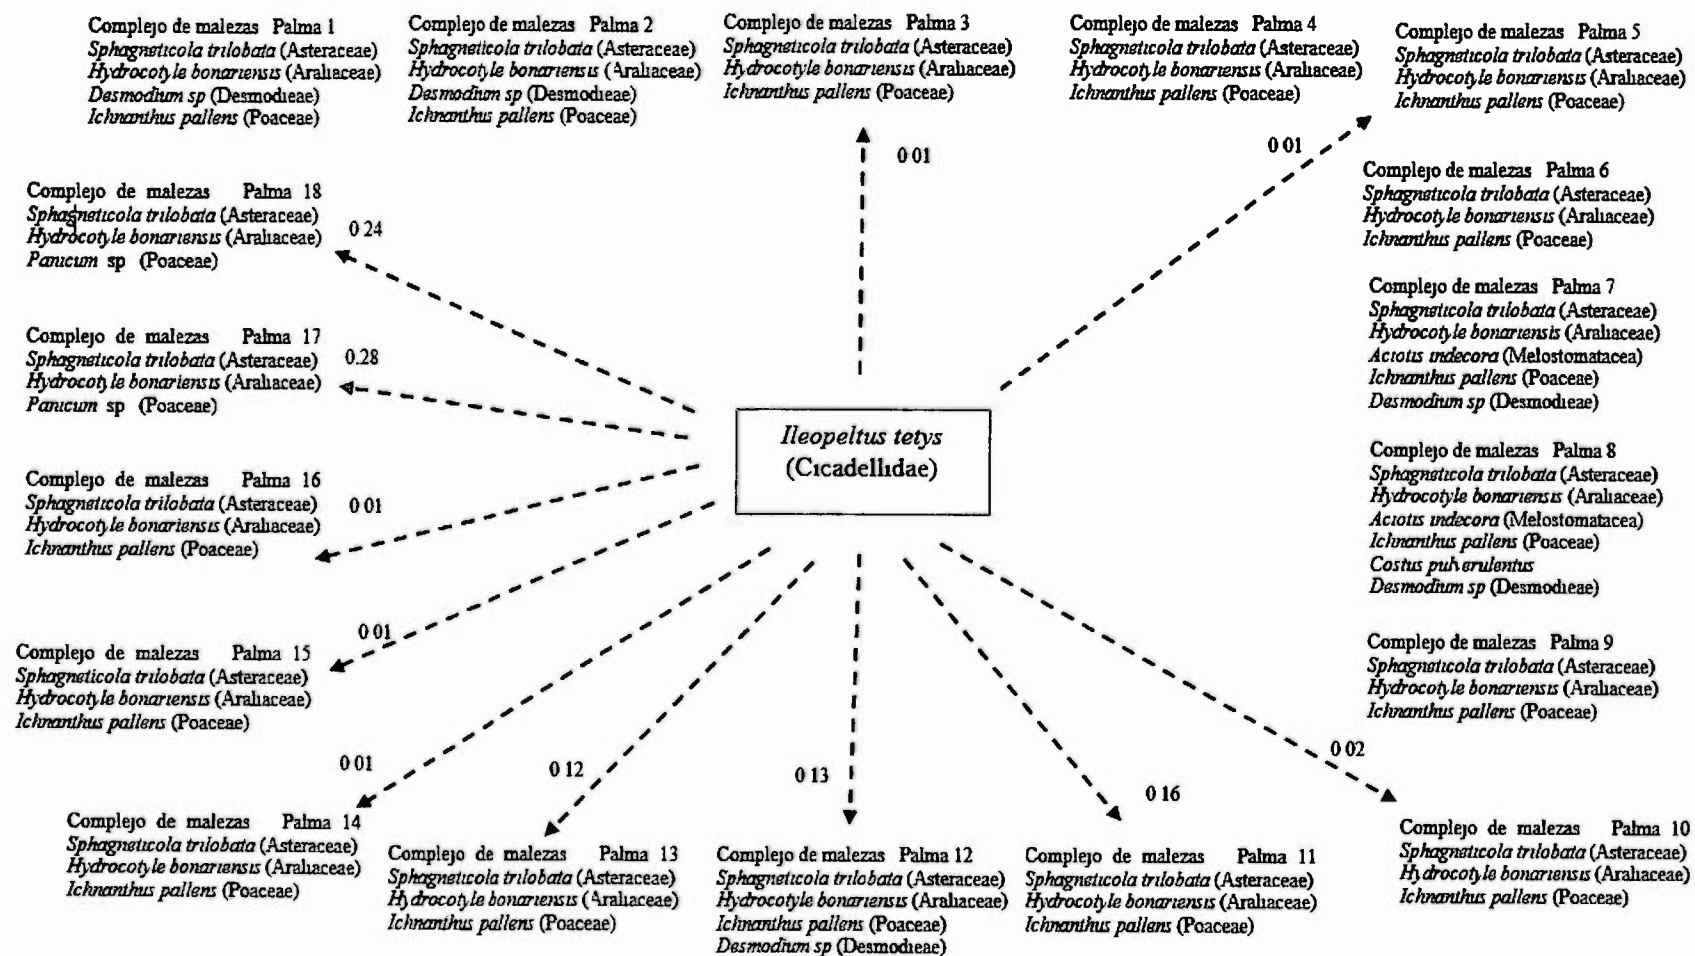 Complejo de malezas Palma 1
Sphagneticola trilobata (Asteraceae)
Hydrocotyle bonariensis (Araliaceae)
Desmodium sp (Desmodieae)
Ichnanthus pallens (Poaceae)
Complejo de malezas Palma 2
Sphagneticola trilobata (Asteraceae)
Hydrocotyle bonariensis (Araliaceae)
Desmodium sp (Desmodieae)
Ichnanthus pallens (Poaceae)
Complejo de malezas Palma 3
Sphagneticola trilobata (Asteraceae)
Hydrocotyle bonariensis (Araliaceae)
Ichnanthus pallens (Poaceae)
0 01
Complejo de malezas Palma 4
Sphagneticola trilobata (Asteraceae)
Hydrocotyle bonariensis (Araliaceae)
Ichnanthus pallens (Poaceae)
Complejo de malezas Palma 5
Sphagneticola trilobata (Asteraceae)
Hydrocotyle bonariensis (Araliaceae)
Ichnanthus pallens (Poaceae)
0 01
Complejo de malezas Palma 6
Sphagneticola trilobata (Asteraceae)
Hydrocotyle bonariensis (Araliaceae)
Ichnanthus pallens (Poaceae)
Complejo de malezas Palma 7
Sphagneticola trilobata (Asteraceae)
Hydrocotyle bonariensis (Araliaceae)
Aciotis indecora (Melostomatacea)
Ichnanthus pallens (Poaceae)
Desmodium sp (Desmodieae)
Complejo de malezas Palma 8
Sphagneticola trilobata (Asteraceae)
Hydrocotyle bonariensis (Araliaceae)
Aciotis indecora (Melostomatacea)
Ichnanthus pallens (Poaceae)
Costus pulverulentus
Desmodium sp (Desmodieae)
Complejo de malezas Palma 9
Sphagneticola trilobata (Asteraceae)
Hydrocotyle bonariensis (Araliaceae)
Ichnanthus pallens (Poaceae)
0 02
Complejo de malezas Palma 10
Sphagneticola trilobata (Asteraceae)
Hydrocotyle bonariensis (Araliaceae)
Ichnanthus pallens (Poaceae)
0 16
Complejo de malezas Palma 11
Sphagneticola trilobata (Asteraceae)
Hydrocotyle bonariensis (Araliaceae)
Ichnanthus pallens (Poaceae)
0 13
Complejo de malezas Palma 12
Sphagneticola trilobata (Asteraceae)
Hydrocotyle bonariensis (Araliaceae)
Ichnanthus pallens (Poaceae)
Desmodium sp (Desmodieae)
0 12
Complejo de malezas Palma 13
Sphagneticola trilobata (Asteraceae)
Hydrocotyle bonariensis (Araliaceae)
Ichnanthus pallens (Poaceae)
0 01
Complejo de malezas Palma 14
Sphagneticola trilobata (Asteraceae)
Hydrocotyle bonariensis (Araliaceae)
Ichnanthus pallens (Poaceae)
0 01
Complejo de malezas Palma 15
Sphagneticola trilobata (Asteraceae)
Hydrocotyle bonariensis (Araliaceae)
Ichnanthus pallens (Poaceae)
Complejo de malezas Palma 16
Sphagneticola trilobata (Asteraceae) 0 01
Hydrocotyle bonariensis (Araliaceae)
Ichnanthus pallens (Poaceae)
Complejo de malezas Palma 17
Sphagneticola trilobata (Asteraceae) 0.28
Hydrocotyle bonariensis (Araliaceae)
Panicum sp (Poaceae)
Complejo de malezas Palma 18
Sphagneticola trilobata (Asteraceae)
Hydrocotyle bonariensis (Araliaceae) 0 24
Panicum sp (Poaceae)
Ileopeltus tetys
(Cicadellidae)